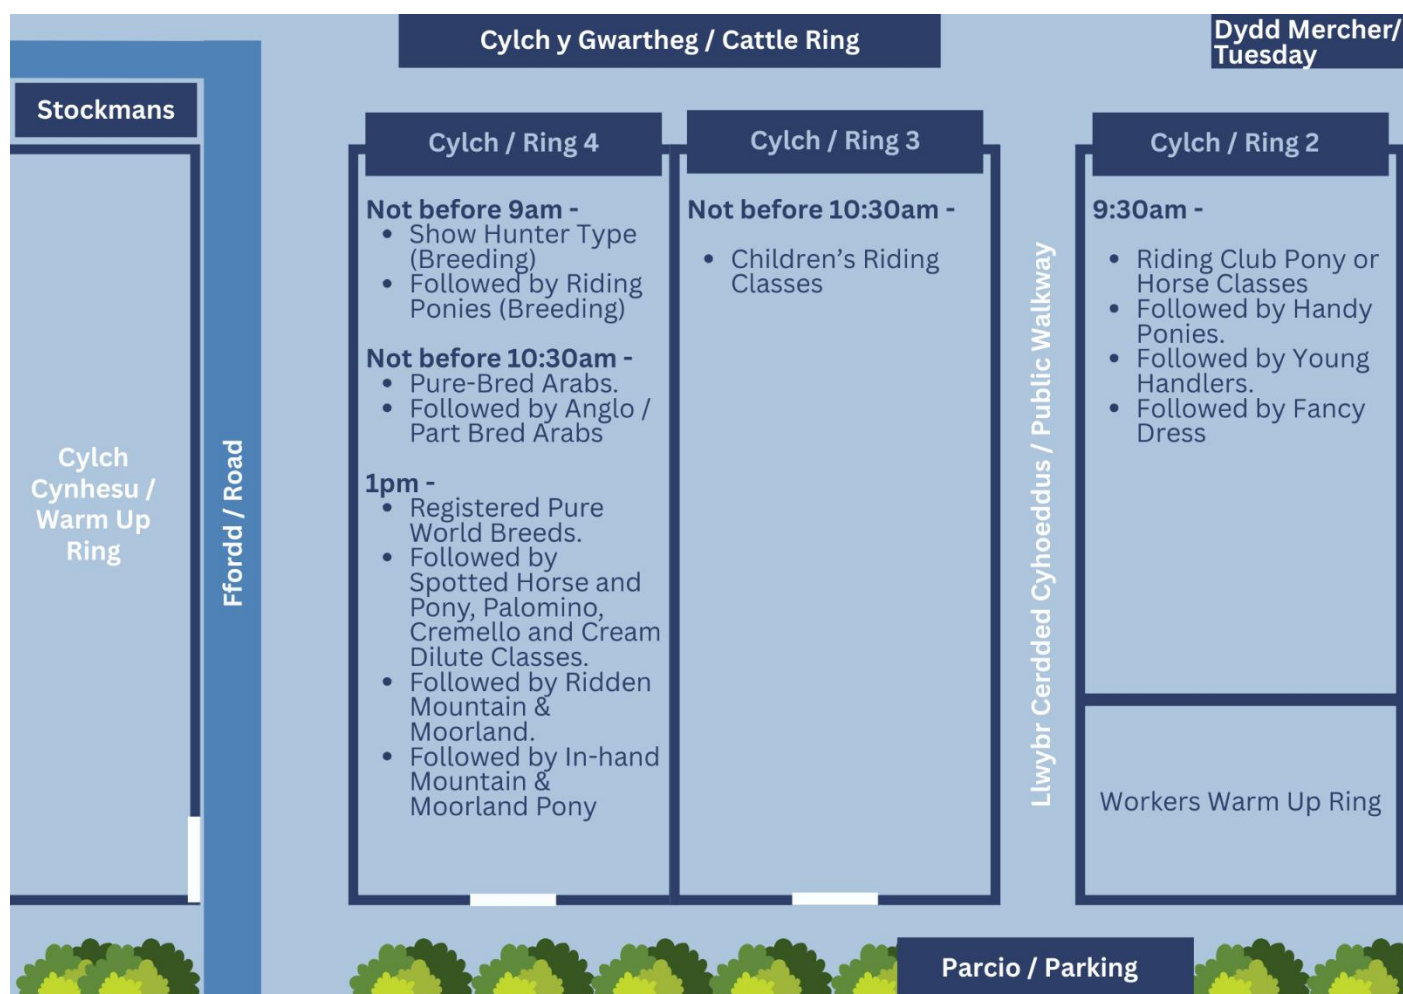 Cylch y Gwartheg / Cattle Ring
Dydd Mercher/
Tuesday
Stockmans
Cylch
Cynhesu /
Warm Up
Ring
Ffordd / Road
Cylch / Ring 4
Not before 9am -
• Show Hunter Type
(Breeding)
• Followed by Riding
Ponies (Breeding)
Not before 10:30am -
• Pure-Bred Arabs.
• Followed by Anglo /
Part Bred Arabs
1pm -
• Registered Pure
World Breeds.
• Followed by
Spotted Horse and
Pony, Palomino,
Cremello and Cream
Dilute Classes.
• Followed by Ridden
Mountain &
Moorland.
• Followed by In-hand
Mountain &
Moorland Pony
Cylch / Ring 3
Not before 10:30am -
• Children's Riding
Classes
Llwybr Cerdded Cyhoeddus / Public Walkway
Cylch / Ring 2
9:30am -
• Riding Club Pony or
Horse Classes
• Followed by Handy
Ponies.
• Followed by Young
Handlers.
• Followed by Fancy
Dress
Workers Warm Up Ring
Parcio / Parking